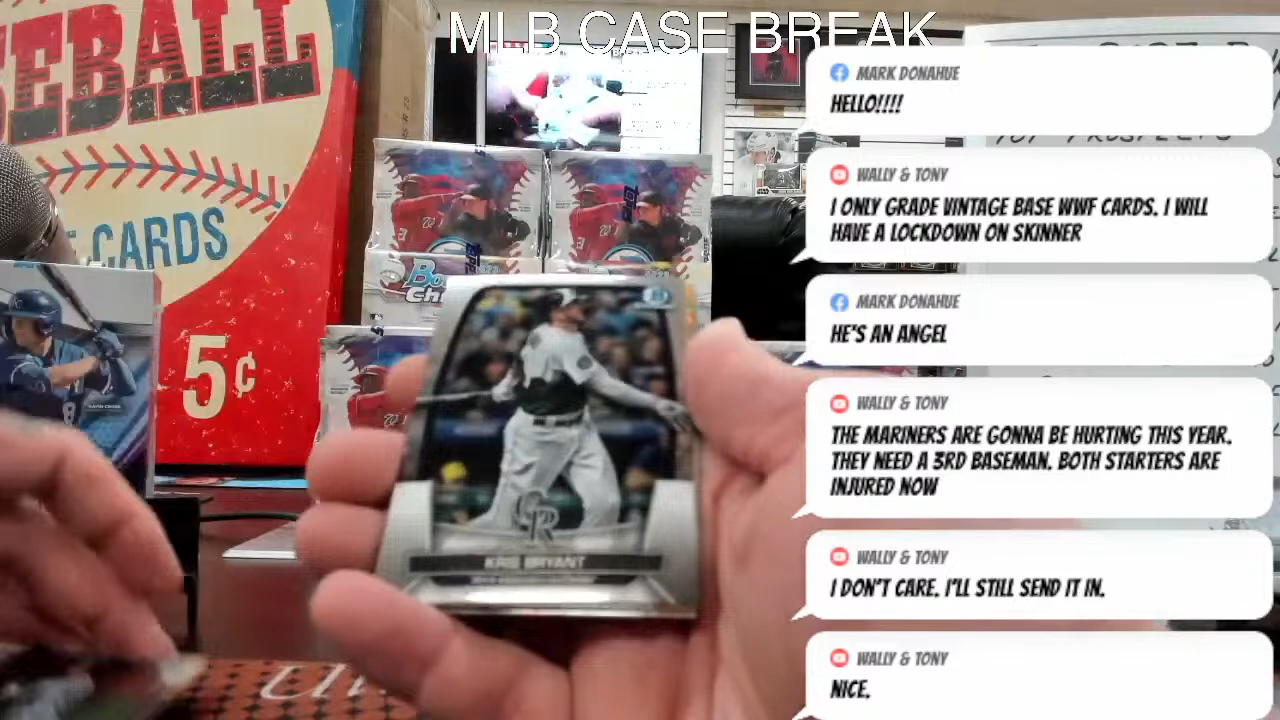 MLB CASE BREAK
EBALL
CARDS
5¢
MARK DONAHUE
HELLO!!!!
WALLY & TONY
I ONLY GRADE VINTAGE BASE WWF CARDS. I WILL
HAVE A LOCKDOWN ON SKINNER
MARK DONAHUE
HE'S AN ANGEL
WALLY & TONY
THE MARINERS ARE GONNA BE HURTING THIS YEAR.
THEY NEED A 3RD BASEMAN. BOTH STARTERS ARE
INJURED NOW
WALLY & TONY
I DON'T CARE. I'LL STILL SEND IT IN.
WALLY & TONY
NICE.
CR
KRIS BRYANT